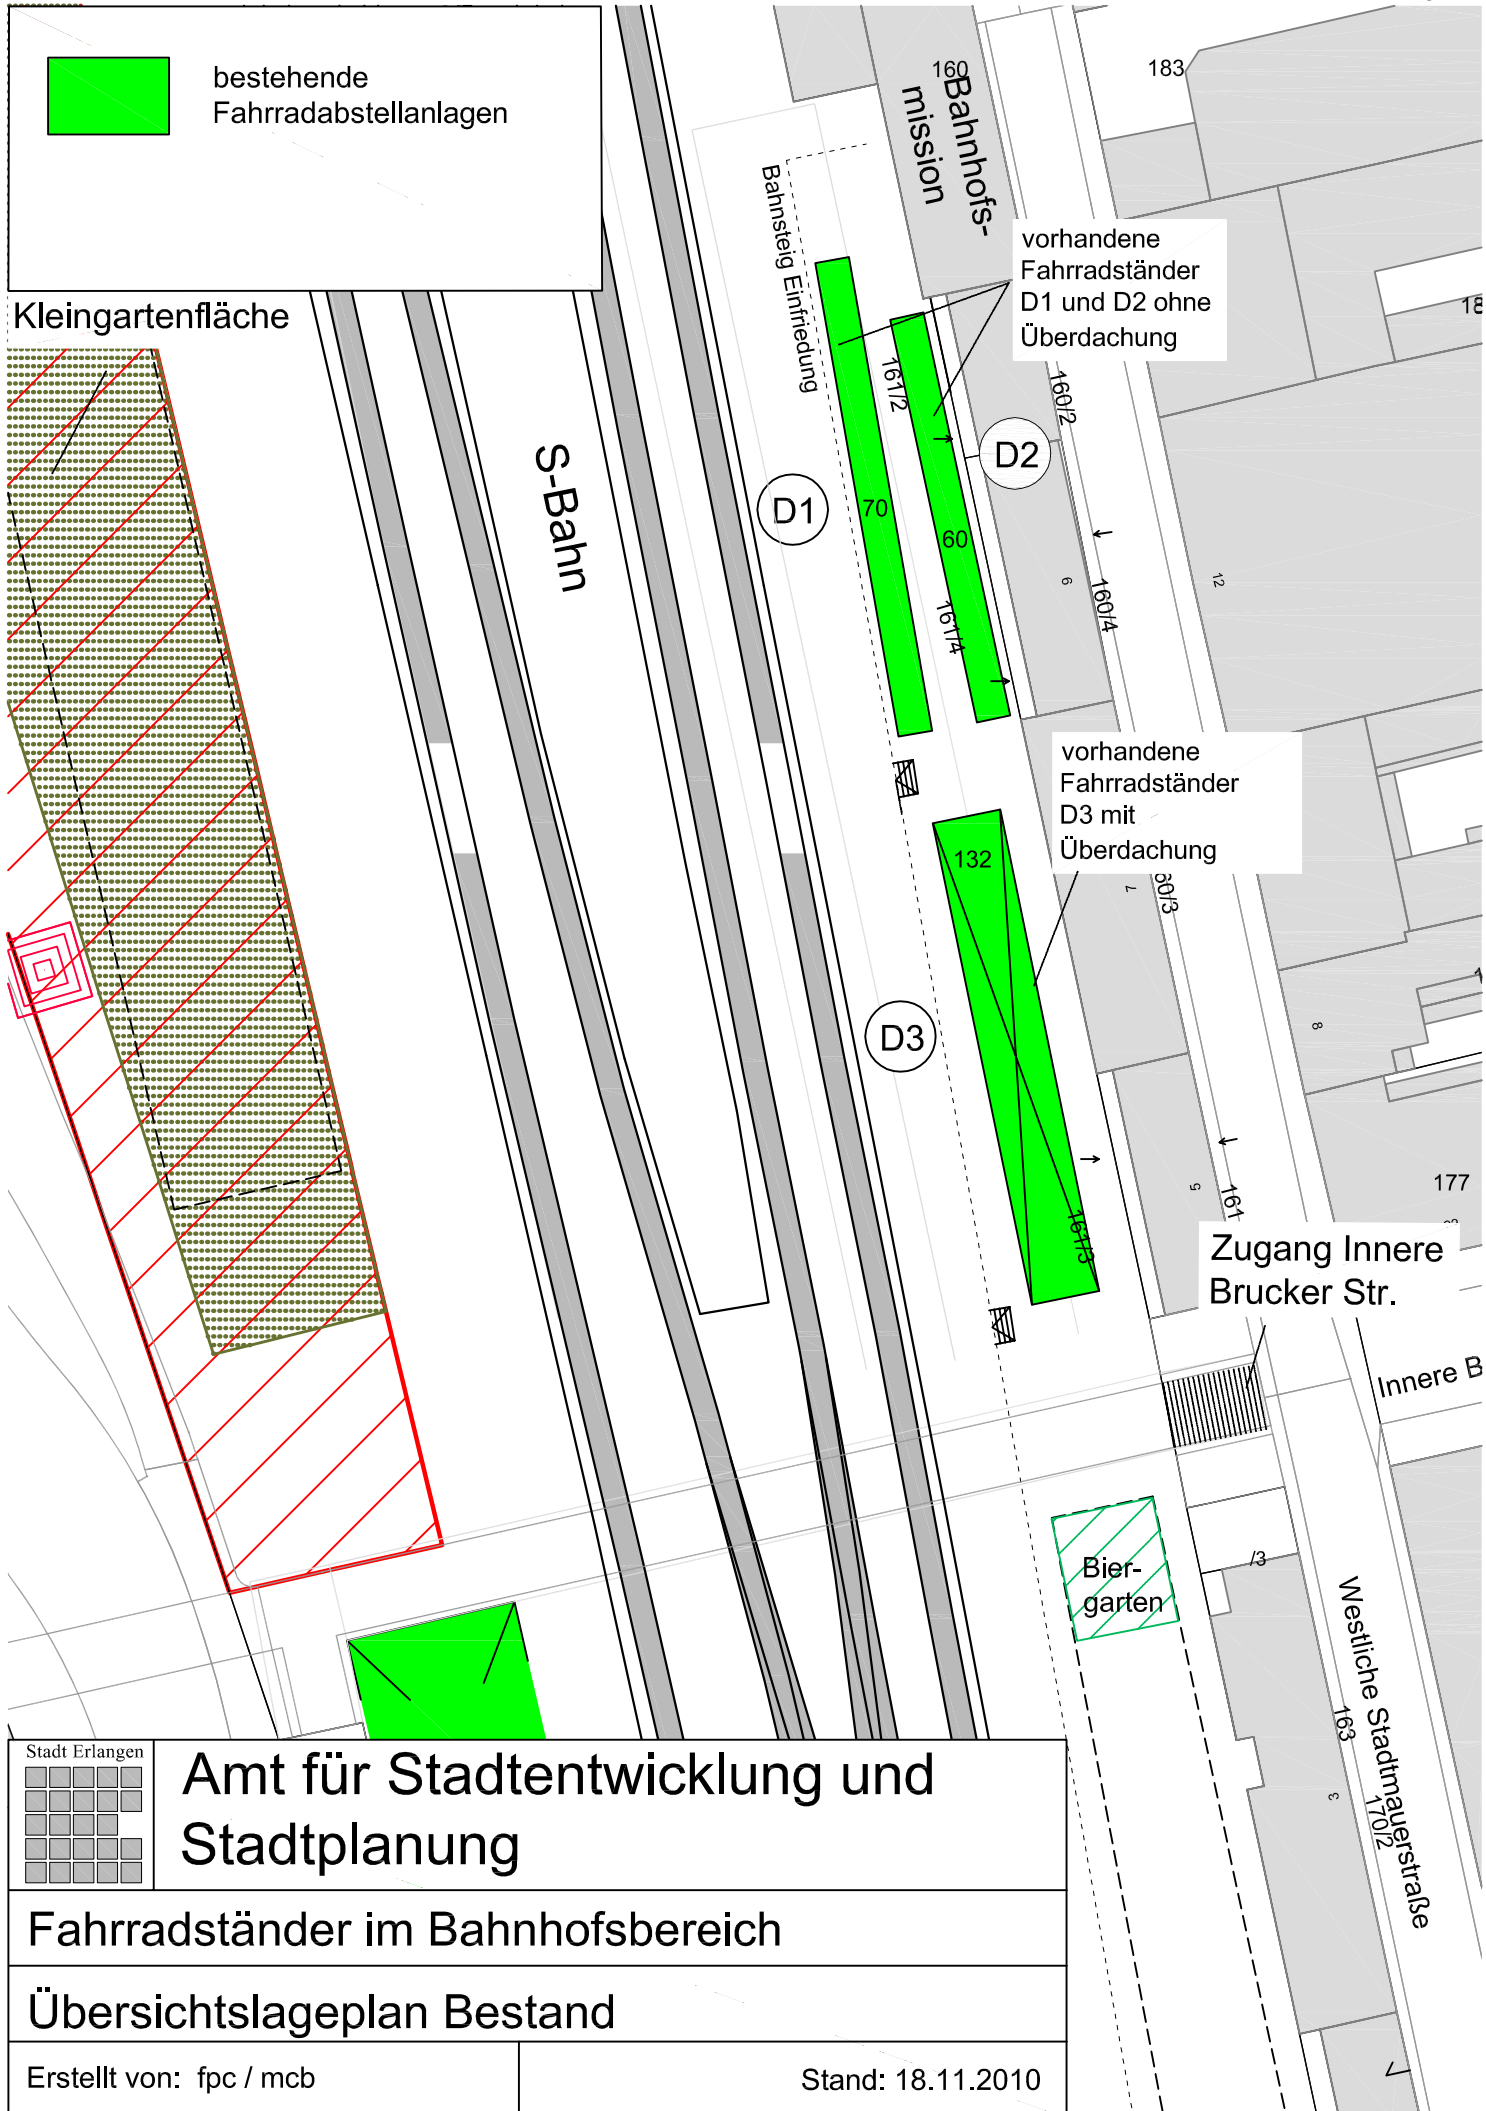 bestehende
Fahrradabstellanlagen
Kleingartenfläche
S-Bahn
Bahnsteig Einfriedung
160
Bahnhofs-
mission
183
vorhandene
Fahrradständer
D1 und D2 ohne
Überdachung
18
161/2
160/2
D1
D2
70
60
161/4
160/4
6
12
vorhandene
Fahrradständer
D3 mit
Überdachung
132
7
60/3
D3
8
177
5
161
161/3
Zugang Innere
Brucker Str.
Innere B
Bier-
garten
/3
Westliche Stadtmauerstraße
163
170/2
3
Stadt Erlangen
Amt für Stadtentwicklung und
Stadtplanung
Fahrradständer im Bahnhofsbereich
Übersichtslageplan Bestand
Erstellt von: fpc / mcb
Stand: 18.11.2010